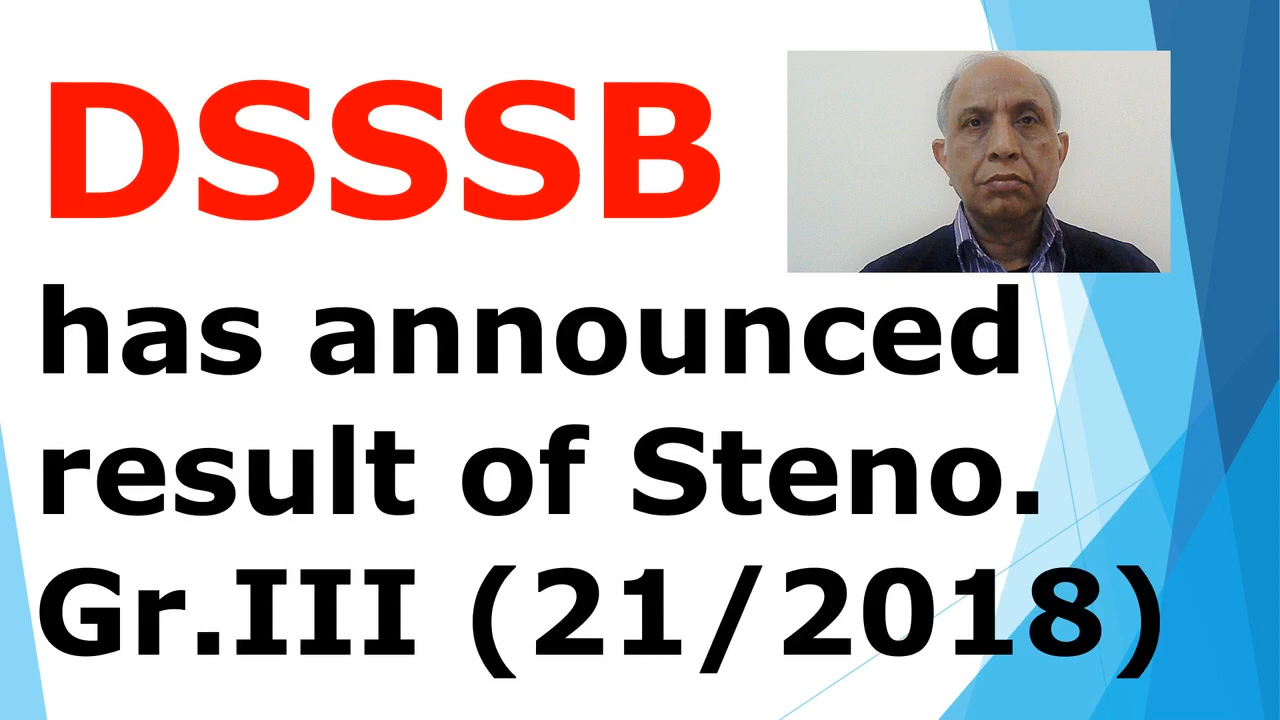 DSSSB
has announced
result of Steno.
Gr.III (21/2018)